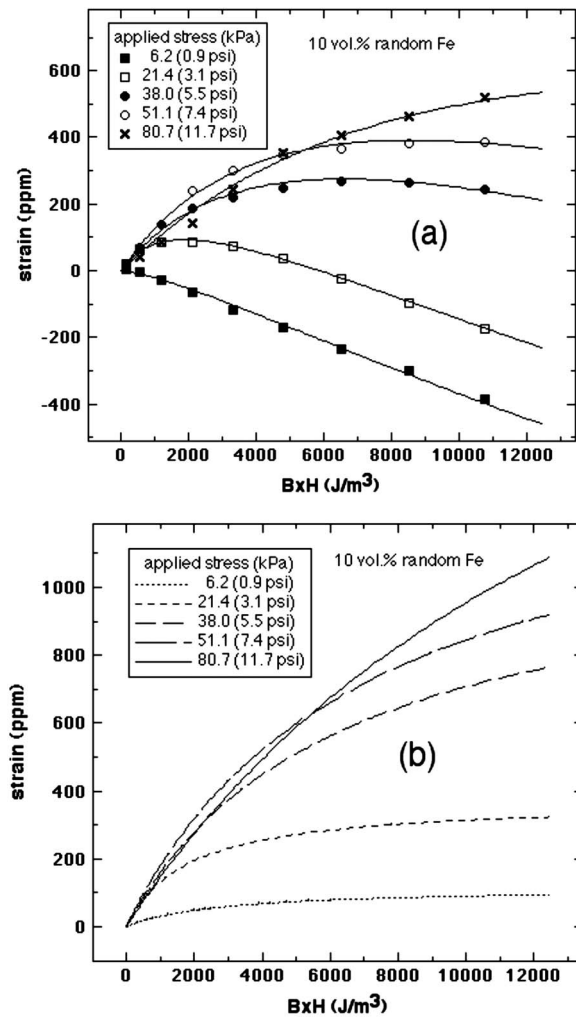 applied stress (kPa)
6.2 (0.9 psi)
21.4 (3.1 psi)
38.0 (5.5 psi)
51.1 (7.4 psi)
80.7 (11.7 psi)
10 vol.% random Fe
600
400
200
0
-200
-400
strain (ppm)
(a)
0 2000 4000 6000 8000 10000 12000
BxH (J/m³)
applied stress (kPa)
6.2 (0.9 psi)
21.4 (3.1 psi)
38.0 (5.5 psi)
51.1 (7.4 psi)
80.7 (11.7 psi)
10 vol.% random Fe
1000
800
600
400
200
0
strain (ppm)
(b)
0 2000 4000 6000 8000 10000 12000
BxH (J/m³)